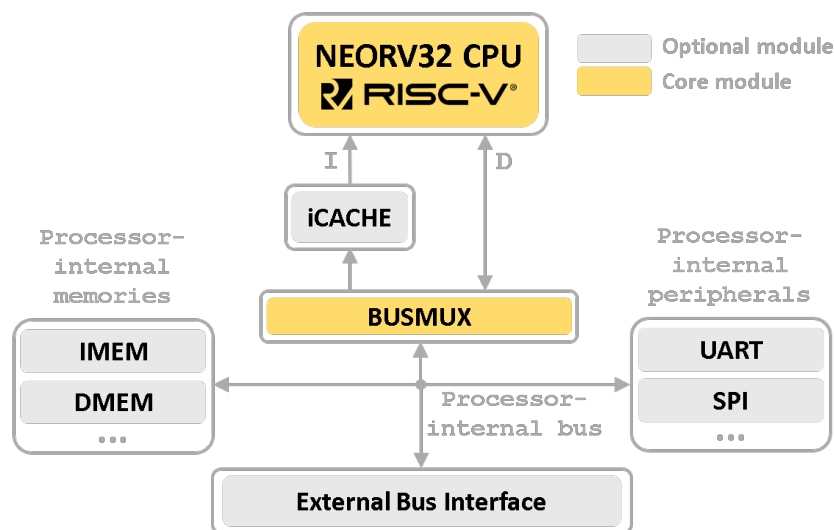 NEORV32 CPU
RISC-V®
Optional module
Core module
I
D
iCACHE
Processor-
internal
memories
Processor-
internal
peripherals
BUSMUX
IMEM
DMEM
...
UART
SPI
...
Processor-
internal bus
External Bus Interface